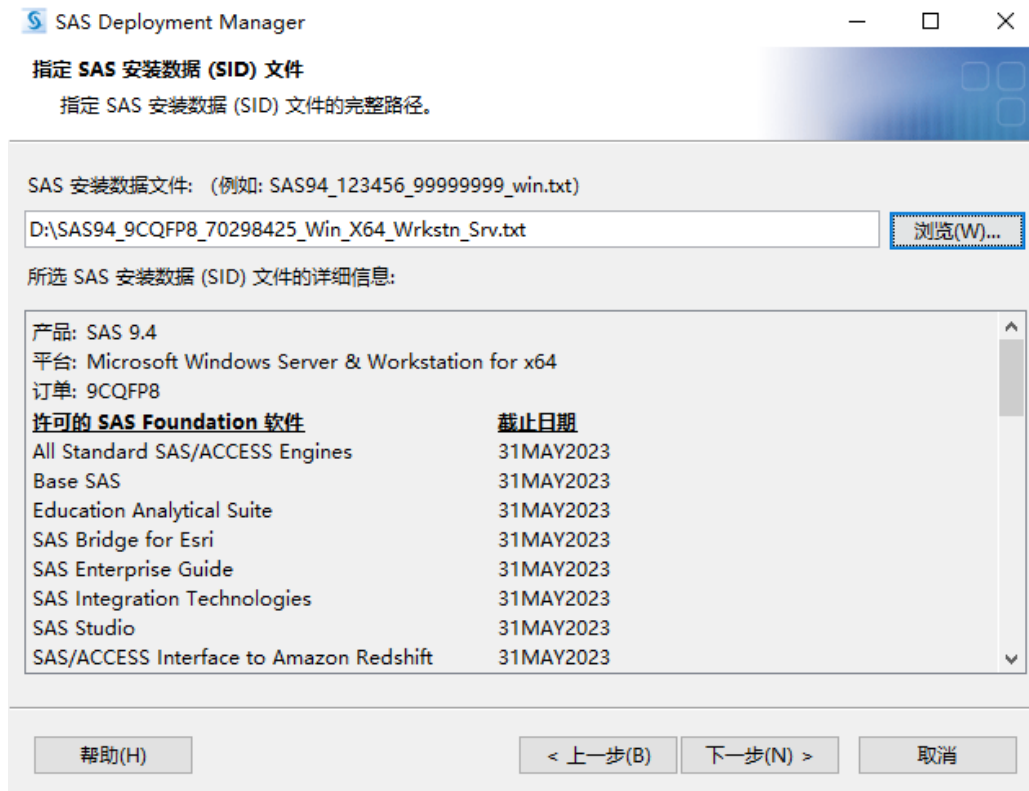 SAS Deployment Manager
指定 SAS 安装数据 (SID) 文件
指定 SAS 安装数据 (SID) 文件的完整路径。
SAS 安装数据文件: (例如: SAS94_123456_99999999_win.txt)
D:\SAS94_9CQFP8_70298425_Win_X64_Wrkstn_Srv.txt 浏览(W)...
所选 SAS 安装数据 (SID) 文件的详细信息:
产品: SAS 9.4
平台: Microsoft Windows Server & Workstation for x64
订单: 9CQFP8
许可的 SAS Foundation 软件 截止日期
All Standard SAS/ACCESS Engines 31MAY2023
Base SAS 31MAY2023
Education Analytical Suite 31MAY2023
SAS Bridge for Esri 31MAY2023
SAS Enterprise Guide 31MAY2023
SAS Integration Technologies 31MAY2023
SAS Studio 31MAY2023
SAS/ACCESS Interface to Amazon Redshift 31MAY2023
帮助(H) < 上一步(B) 下一步(N) > 取消